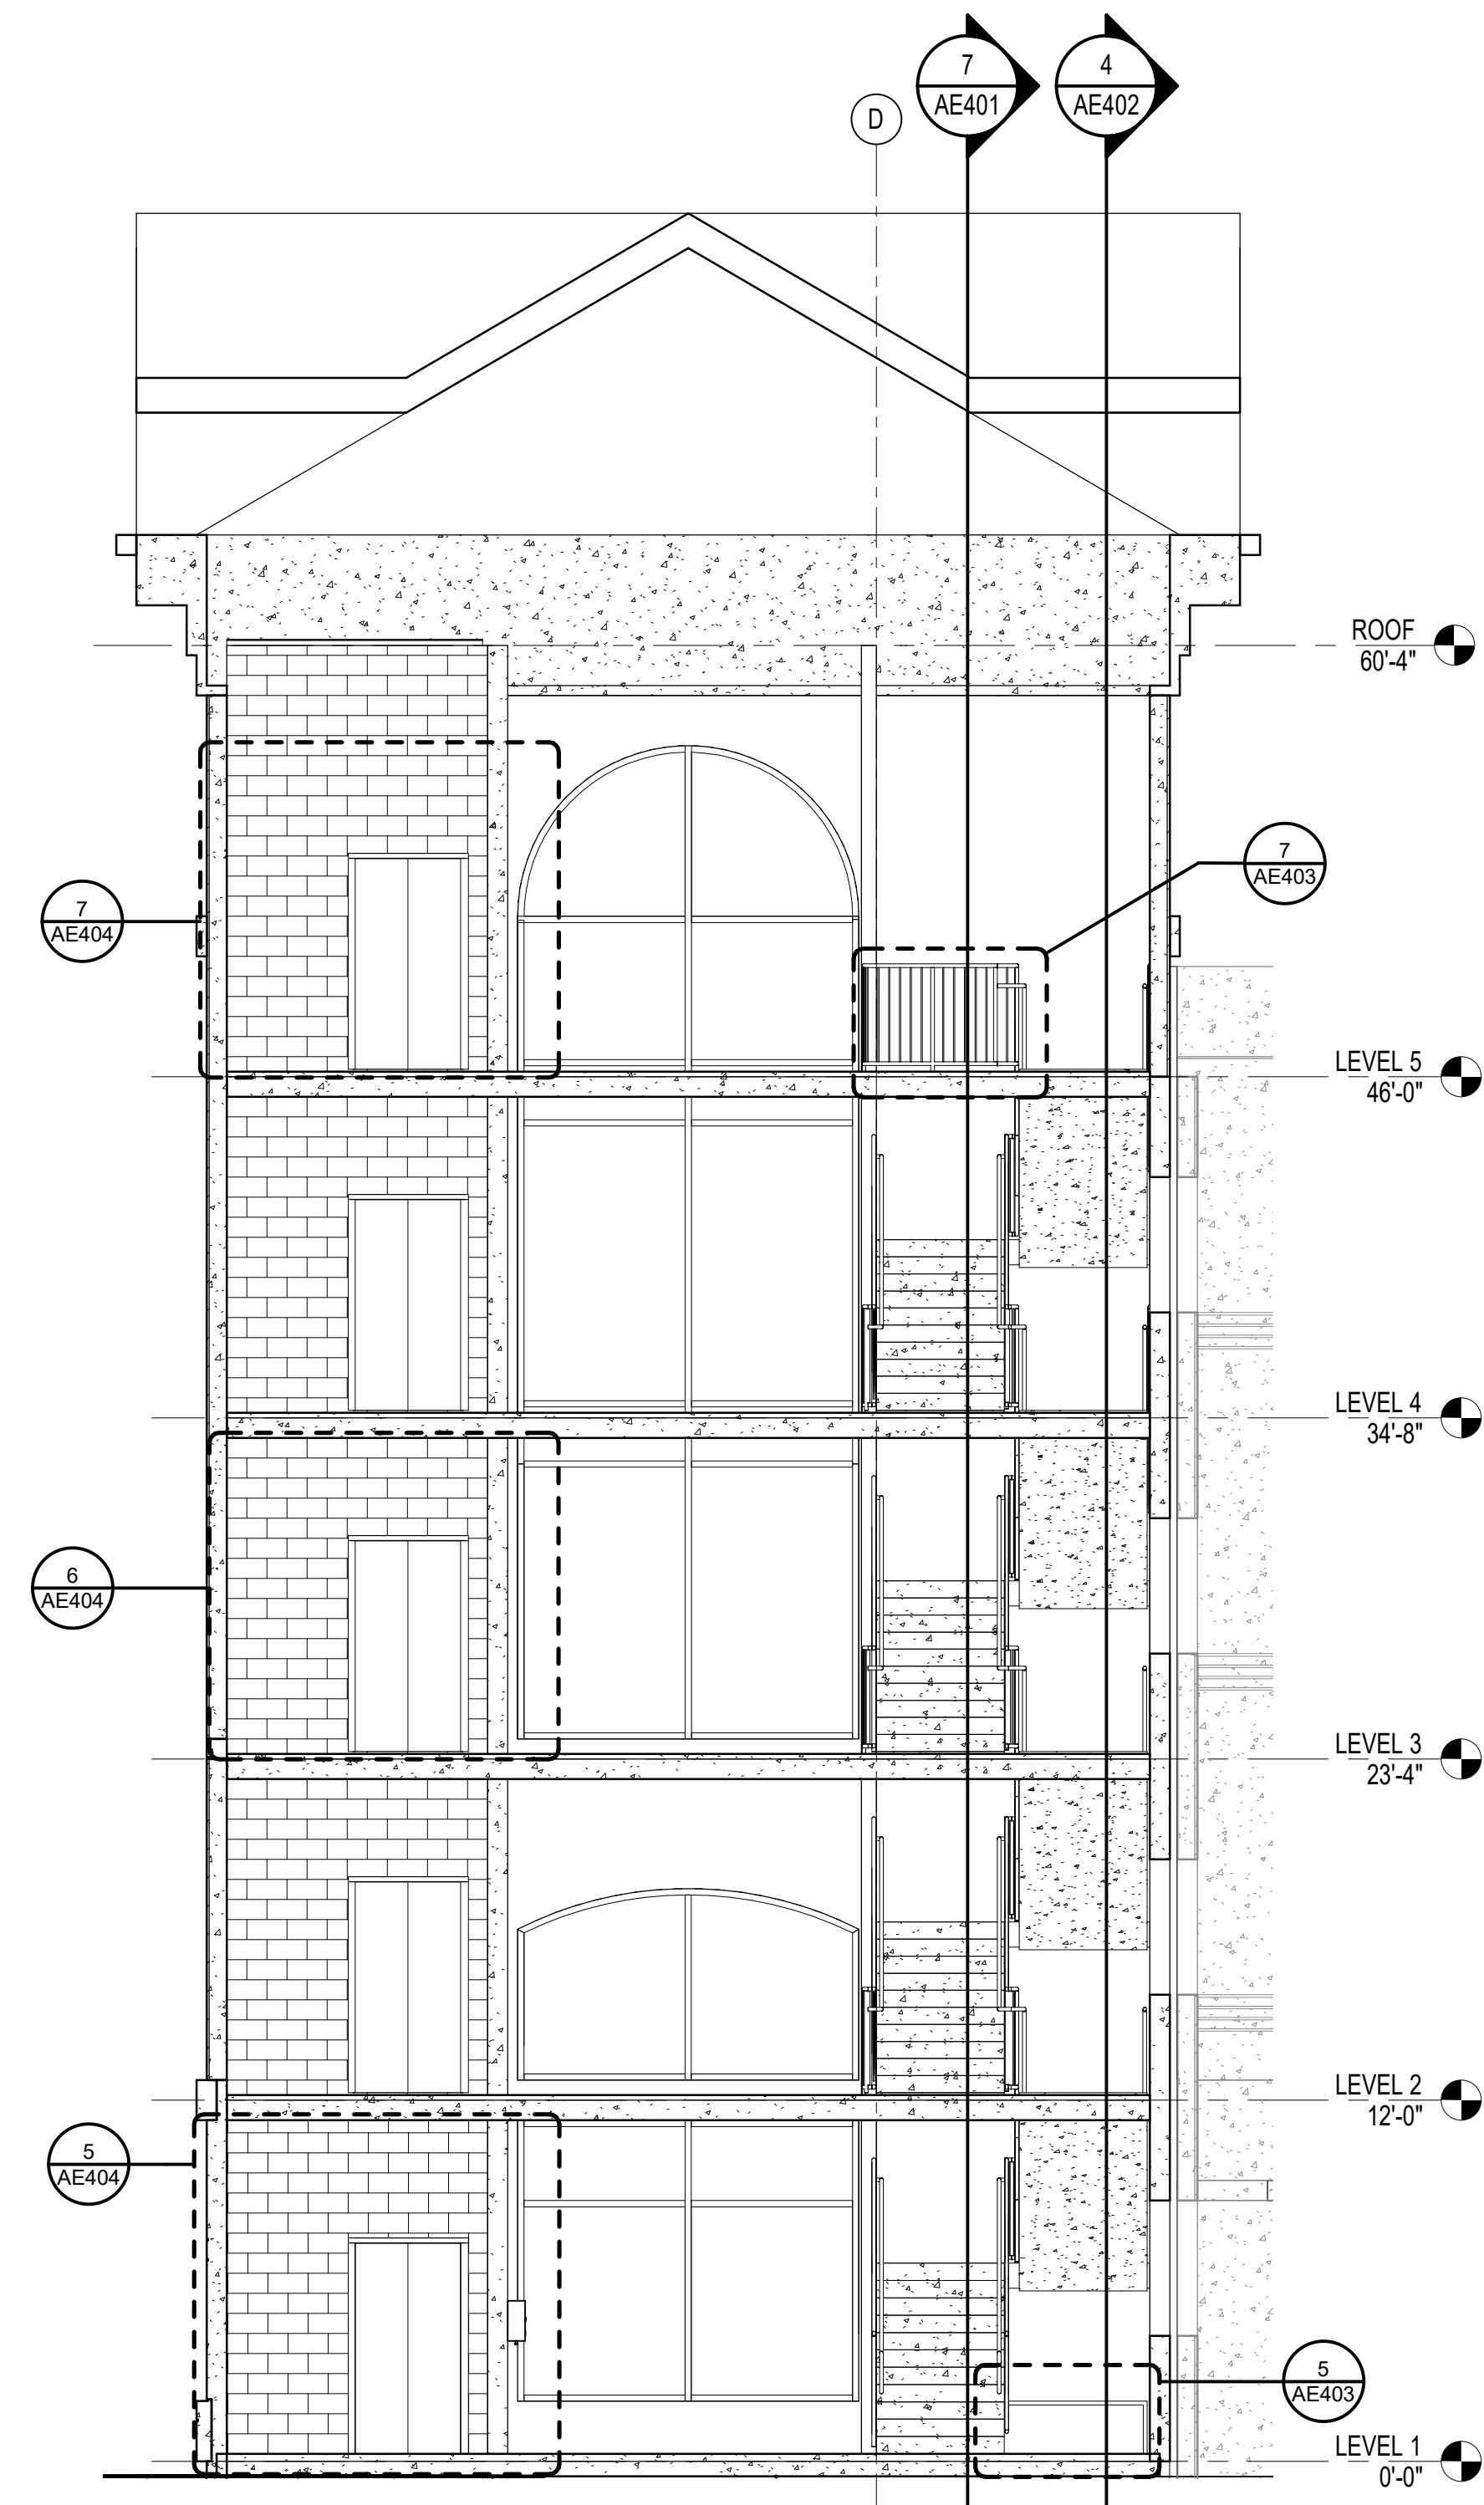 7
AE401
4
AE402
D
ROOF
60'-4"
7
AE403
7
AE404
LEVEL 5
46'-0"
LEVEL 4
34'-8"
6
AE404
LEVEL 3
23'-4"
LEVEL 2
12'-0"
5
AE404
5
AE403
LEVEL 1
0'-0"